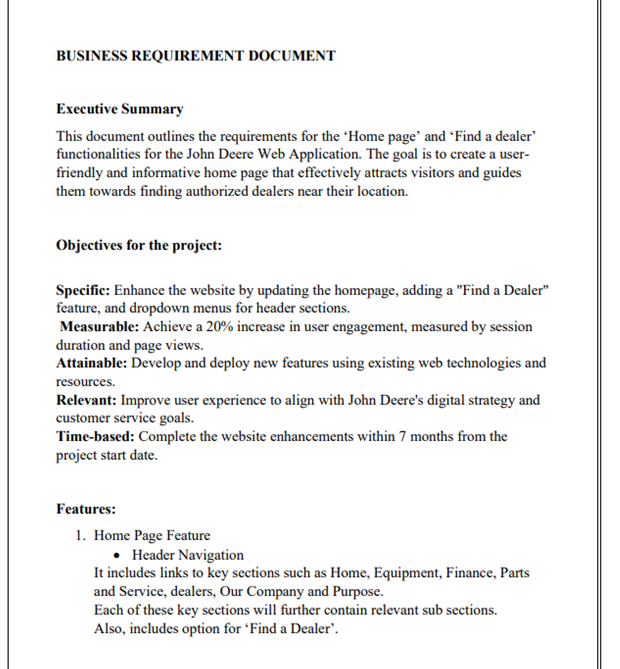 BUSINESS REQUIREMENT DOCUMENT
Executive Summary
This document outlines the requirements for the ‘Home page’ and ‘Find a dealer’
functionalities for the John Deere Web Application. The goal is to create a user-
friendly and informative home page that effectively attracts visitors and guides
them towards finding authorized dealers near their location.
Objectives for the project:
Specific: Enhance the website by updating the homepage, adding a "Find a Dealer"
feature, and dropdown menus for header sections.
Measurable: Achieve a 20% increase in user engagement, measured by session
duration and page views.
Attainable: Develop and deploy new features using existing web technologies and
resources.
Relevant: Improve user experience to align with John Deere's digital strategy and
customer service goals.
Time-based: Complete the website enhancements within 7 months from the
project start date.
Features:
1. Home Page Feature
• Header Navigation
It includes links to key sections such as Home, Equipment, Finance, Parts
and Service, dealers, Our Company and Purpose.
Each of these key sections will further contain relevant sub sections.
Also, includes option for ‘Find a Dealer’.